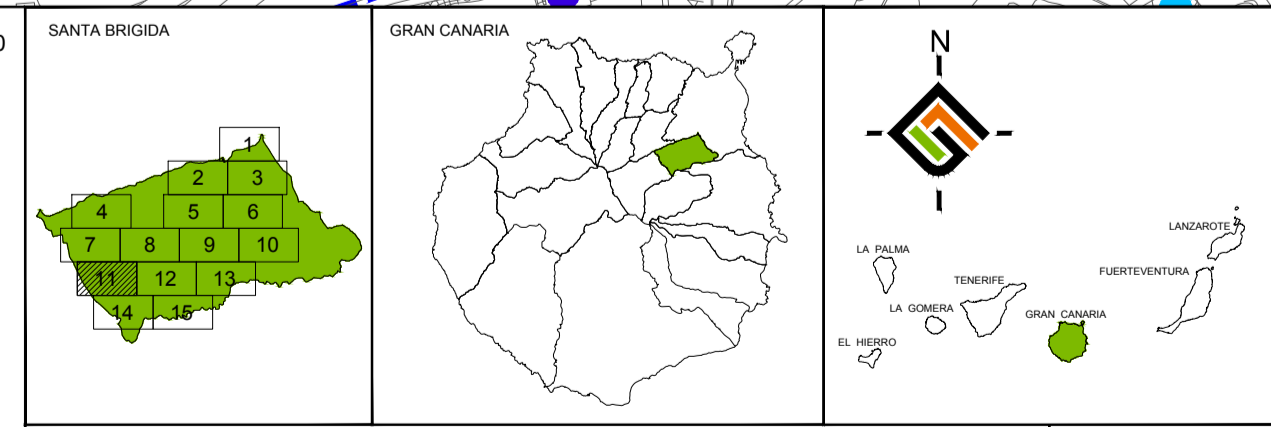 SANTA BRIGIDA
1
2 3
4 5 6
7 8 9 10
11 12 13
14 15
GRAN CANARIA
N
LANZAROTE
LA PALMA
FUERTEVENTURA
TENERIFE
LA GOMERA
GRAN CANARIA
EL HIERRO